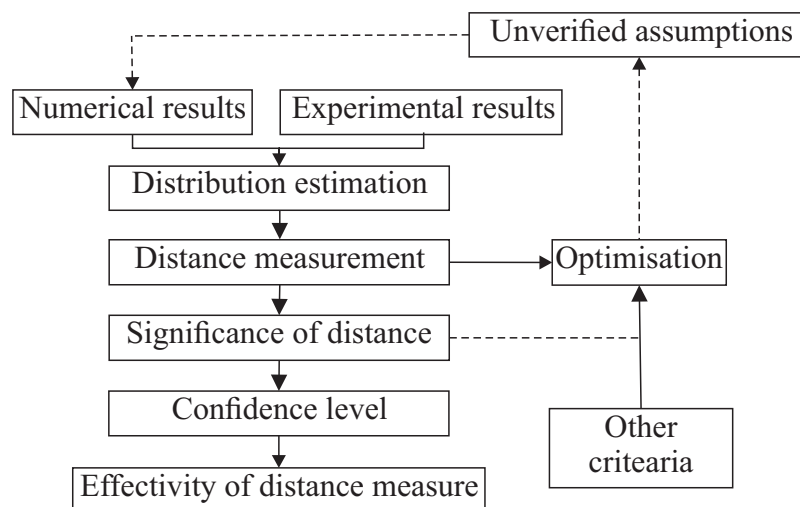 Unverified assumptions
Numerical results
Experimental results
Distribution estimation
Distance measurement
Optimisation
Significance of distance
Confidence level
Other
critearia
Effectivity of distance measure